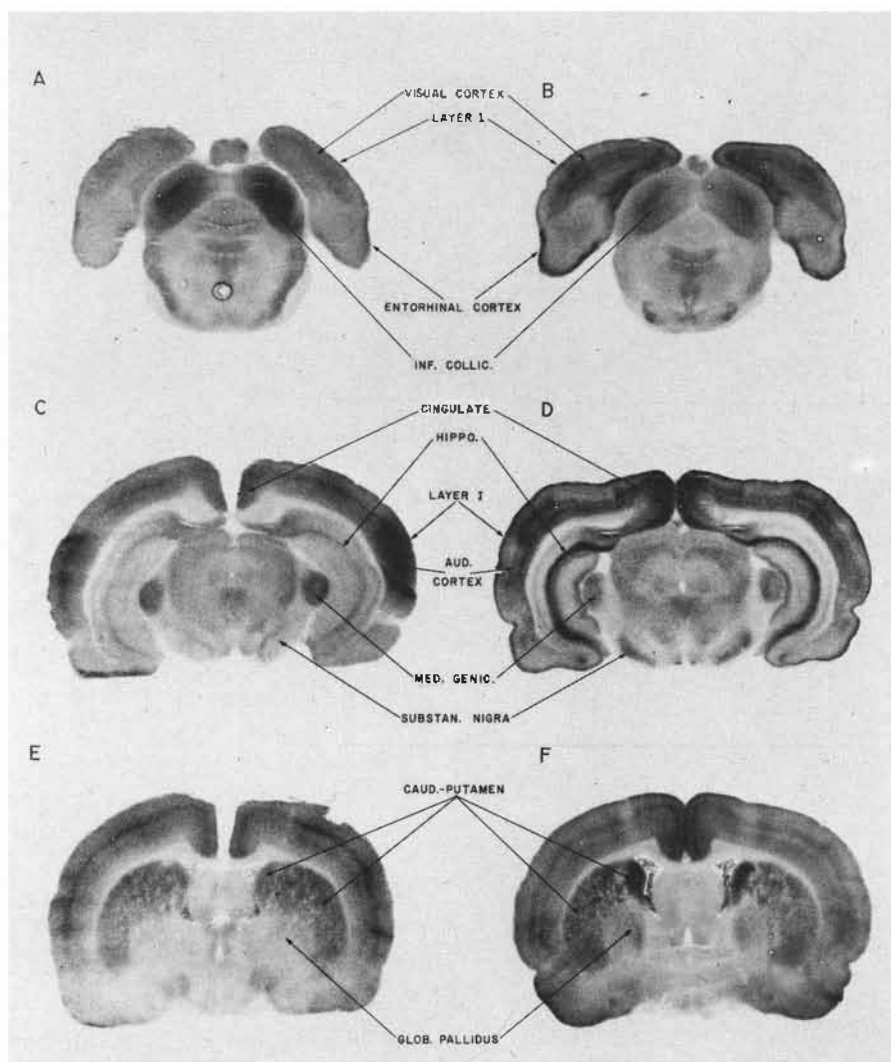 A
B
VISUAL CORTEX
LAYER I
ENTORHINAL CORTEX
INF. COLLIC.
C
D
CINGULATE
HIPPO.
LAYER I
AUD.
CORTEX
MED. GENIC.
SUBSTAN. NIGRA
E
F
CAUD.-PUTAMEN
GLOB. PALLIDUS